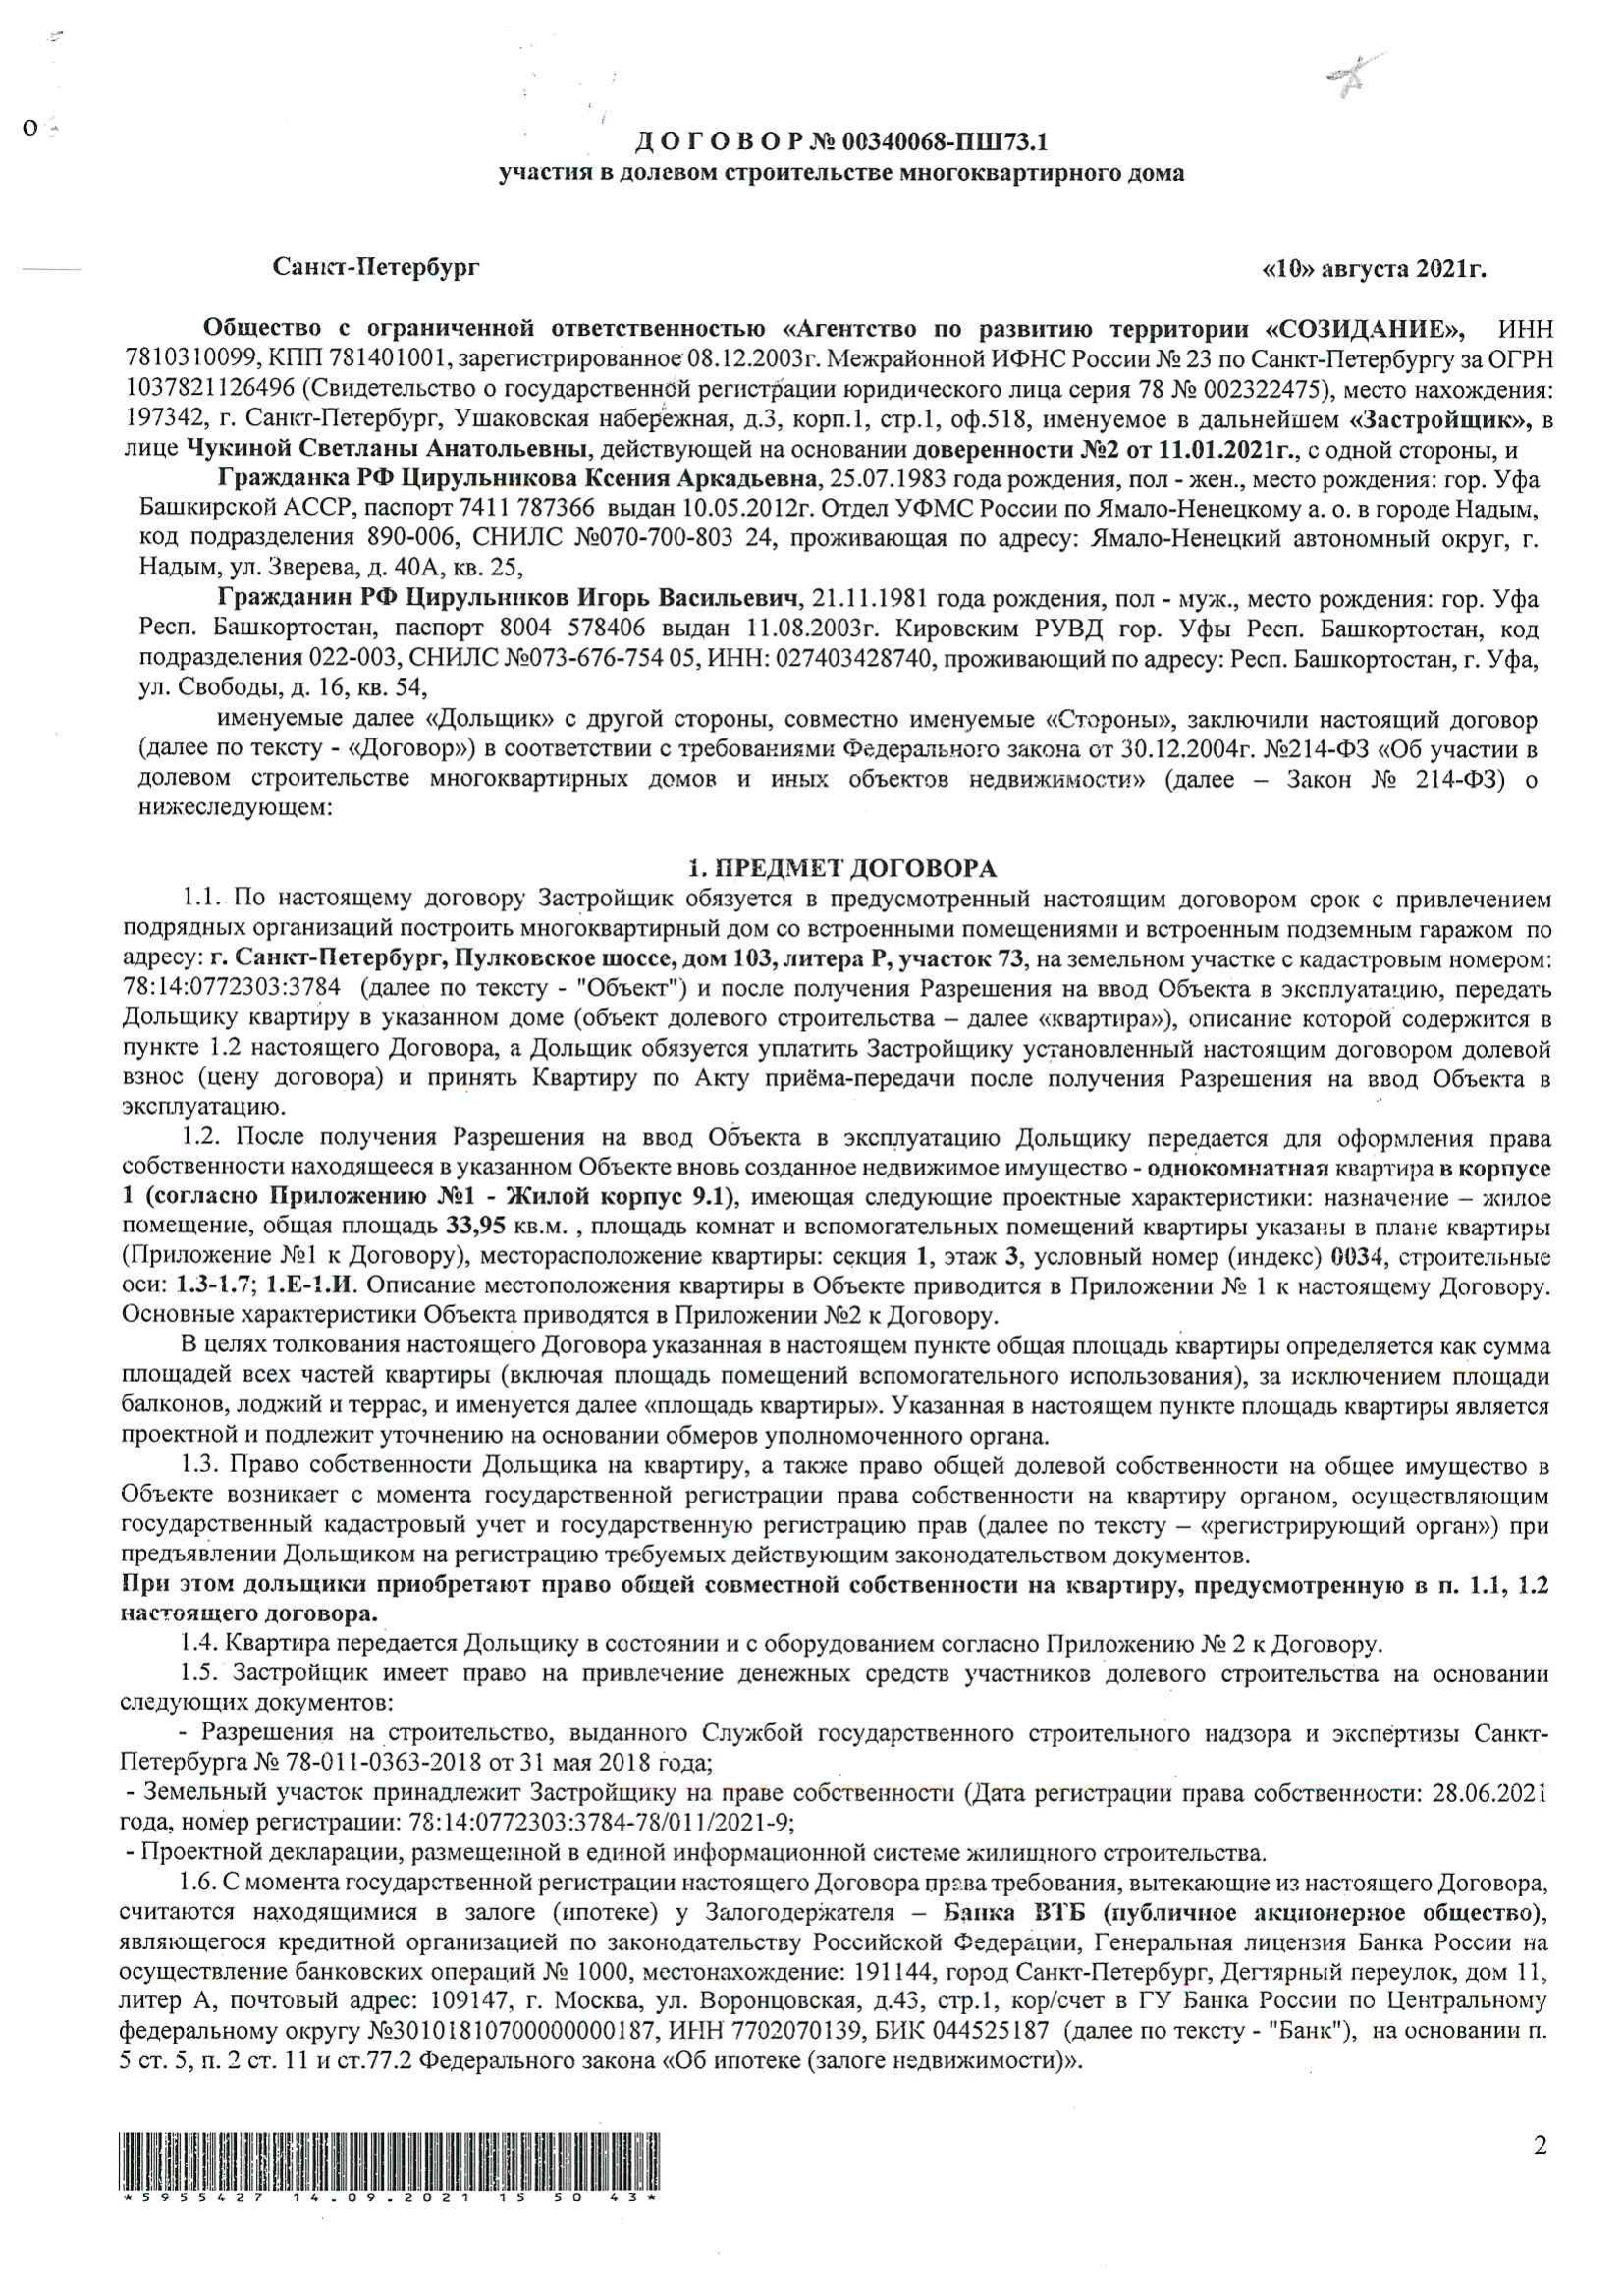 О
Д О Г О В О Р № 00340068-ПШ73.1
участия в долевом строительстве многоквартирного дома
Санкт-Петербург «10» августа 2021г.
Общество с ограниченной ответственностью «Агентство по развитию территории «СОЗИДАНИЕ», ИНН
7810310099, КПП 781401001, зарегистрированное 08.12.2003г. Межрайонной ИФНС России № 23 по Санкт-Петербургу за ОГРН
1037821126496 (Свидетельство о государственной регистрации юридического лица серия 78 № 002322475), место нахождения:
197342, г. Санкт-Петербург, Ушаковская набережная, д.3, корп.1, стр.1, оф.518, именуемое в дальнейшем «Застройщик», в
лице Чукиной Светланы Анатольевны, действующей на основании доверенности №2 от 11.01.2021г., с одной стороны, и
Гражданка РФ Цирульникова Ксения Аркадьевна, 25.07.1983 года рождения, пол - жен., место рождения: гор. Уфа
Башкирской АССР, паспорт 7411 787366 выдан 10.05.2012г. Отдел УФМС России по Ямало-Ненецкому а. о. в городе Надым,
код подразделения 890-006, СНИЛС №070-700-803 24, проживающая по адресу: Ямало-Ненецкий автономный округ, г.
Надым, ул. Зверева, д. 40А, кв. 25,
Гражданин РФ Цирульников Игорь Васильевич, 21.11.1981 года рождения, пол - муж., место рождения: гор. Уфа
Респ. Башкортостан, паспорт 8004 578406 выдан 11.08.2003г. Кировским РУВД гор. Уфы Респ. Башкортостан, код
подразделения 022-003, СНИЛС №073-676-754 05, ИНН: 027403428740, проживающий по адресу: Респ. Башкортостан, г. Уфа,
ул. Свободы, д. 16, кв. 54,
именуемые далее «Дольщик» с другой стороны, совместно именуемые «Стороны», заключили настоящий договор
(далее по тексту - «Договор») в соответствии с требованиями Федерального закона от 30.12.2004г. №214-ФЗ «Об участии в
долевом строительстве многоквартирных домов и иных объектов недвижимости» (далее – Закон № 214-ФЗ) о
нижеследующем:
1. ПРЕДМЕТ ДОГОВОРА
1.1. По настоящему договору Застройщик обязуется в предусмотренный настоящим договором срок с привлечением
подрядных организаций построить многоквартирный дом со встроенными помещениями и встроенным подземным гаражом по
адресу: г. Санкт-Петербург, Пулковское шоссе, дом 103, литера Р, участок 73, на земельном участке с кадастровым номером:
78:14:0772303:3784 (далее по тексту - "Объект") и после получения Разрешения на ввод Объекта в эксплуатацию, передать
Дольщику квартиру в указанном доме (объект долевого строительства – далее «квартира»), описание которой содержится в
пункте 1.2 настоящего Договора, а Дольщик обязуется уплатить Застройщику установленный настоящим договором долевой
взнос (цену договора) и принять Квартиру по Акту приёма-передачи после получения Разрешения на ввод Объекта в
эксплуатацию.
1.2. После получения Разрешения на ввод Объекта в эксплуатацию Дольщику передается для оформления права
собственности находящееся в указанном Объекте вновь созданное недвижимое имущество - однокомнатная квартира в корпусе
1 (согласно Приложению №1 - Жилой корпус 9.1), имеющая следующие проектные характеристики: назначение – жилое
помещение, общая площадь 33,95 кв.м. , площадь комнат и вспомогательных помещений квартиры указаны в плане квартиры
(Приложение №1 к Договору), месторасположение квартиры: секция 1, этаж 3, условный номер (индекс) 0034, строительные
оси: 1.3-1.7; 1.Е-1.И. Описание местоположения квартиры в Объекте приводится в Приложении № 1 к настоящему Договору.
Основные характеристики Объекта приводятся в Приложении №2 к Договору.
В целях толкования настоящего Договора указанная в настоящем пункте общая площадь квартиры определяется как сумма
площадей всех частей квартиры (включая площадь помещений вспомогательного использования), за исключением площади
балконов, лоджий и террас, и именуется далее «площадь квартиры». Указанная в настоящем пункте площадь квартиры является
проектной и подлежит уточнению на основании обмеров уполномоченного органа.
1.3. Право собственности Дольщика на квартиру, а также право общей долевой собственности на общее имущество в
Объекте возникает с момента государственной регистрации права собственности на квартиру органом, осуществляющим
государственный кадастровый учет и государственную регистрацию прав (далее по тексту – «регистрирующий орган») при
предъявлении Дольщиком на регистрацию требуемых действующим законодательством документов.
При этом дольщики приобретают право общей совместной собственности на квартиру, предусмотренную в п. 1.1, 1.2
настоящего договора.
1.4. Квартира передается Дольщику в состоянии и с оборудованием согласно Приложению № 2 к Договору.
1.5. Застройщик имеет право на привлечение денежных средств участников долевого строительства на основании
следующих документов:
- Разрешения на строительство, выданного Службой государственного строительного надзора и экспертизы Санкт-
Петербурга № 78-011-0363-2018 от 31 мая 2018 года;
- Земельный участок принадлежит Застройщику на праве собственности (Дата регистрации права собственности: 28.06.2021
года, номер регистрации: 78:14:0772303:3784-78/011/2021-9;
- Проектной декларации, размещенной в единой информационной системе жилищного строительства.
1.6. С момента государственной регистрации настоящего Договора права требования, вытекающие из настоящего Договора,
считаются находящимися в залоге (ипотеке) у Залогодержателя – Банка ВТБ (публичное акционерное общество),
являющегося кредитной организацией по законодательству Российской Федерации, Генеральная лицензия Банка России на
осуществление банковских операций № 1000, местонахождение: 191144, город Санкт-Петербург, Дегтярный переулок, дом 11,
литер А, почтовый адрес: 109147, г. Москва, ул. Воронцовская, д.43, стр.1, кор/счет в ГУ Банка России по Центральному
федеральному округу №30101810700000000187, ИНН 7702070139, БИК 044525187 (далее по тексту - "Банк"), на основании п.
5 ст. 5, п. 2 ст. 11 и ст.77.2 Федерального закона «Об ипотеке (залоге недвижимости)».
2
*5955427 14.09.2021 15 50 43*